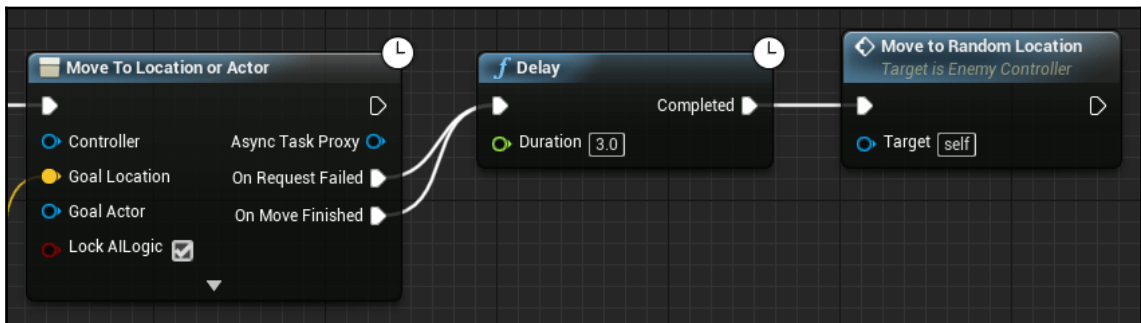 Move To Location or Actor
Controller
Async Task Proxy
Goal Location
On Request Failed
Goal Actor
On Move Finished
Lock AILogic
f Delay
Completed
Duration 3.0
Move to Random Location
Target is Enemy Controller
Target self